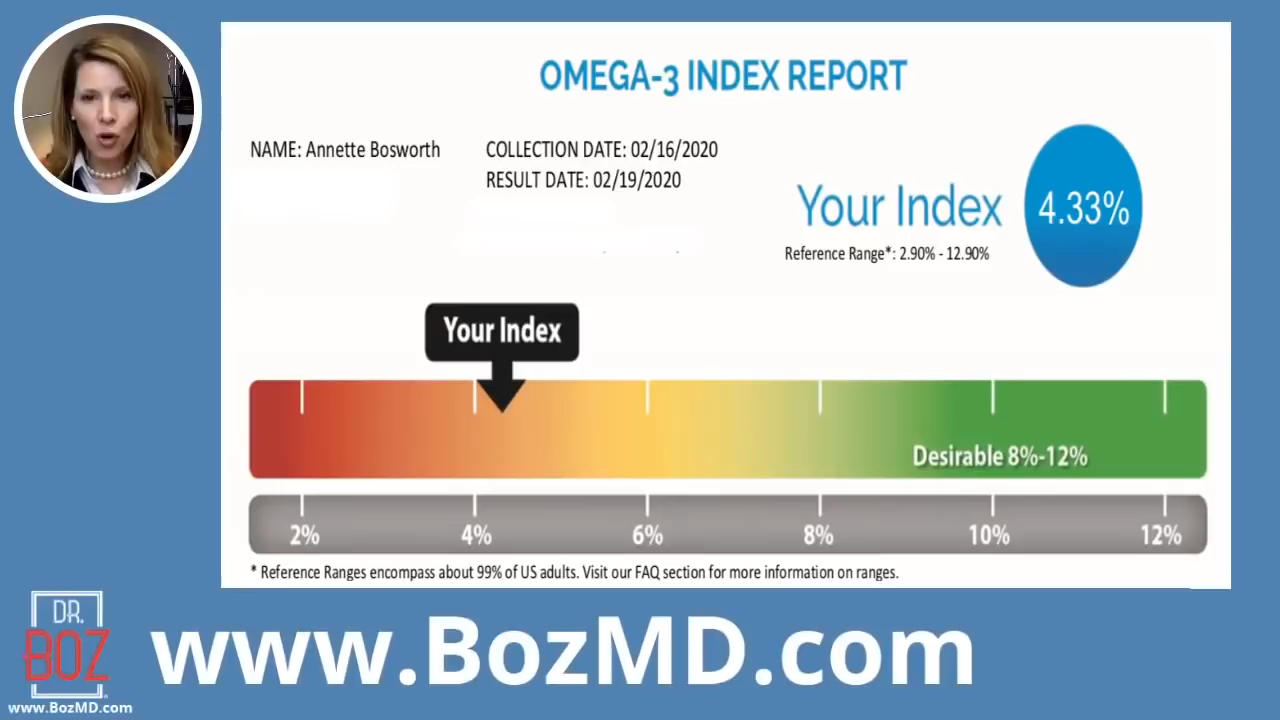 OMEGA-3 INDEX REPORT
NAME: Annette Bosworth
COLLECTION DATE: 02/16/2020
RESULT DATE: 02/19/2020
Your Index
4.33%
Reference Range*: 2.90% - 12.90%
Your Index
Desirable 8%-12%
2% 4% 6% 8% 10% 12%
* Reference Ranges encompass about 99% of US adults. Visit our FAQ section for more information on ranges.
DR.
BOZ
www.BozMD.com
www.BozMD.com